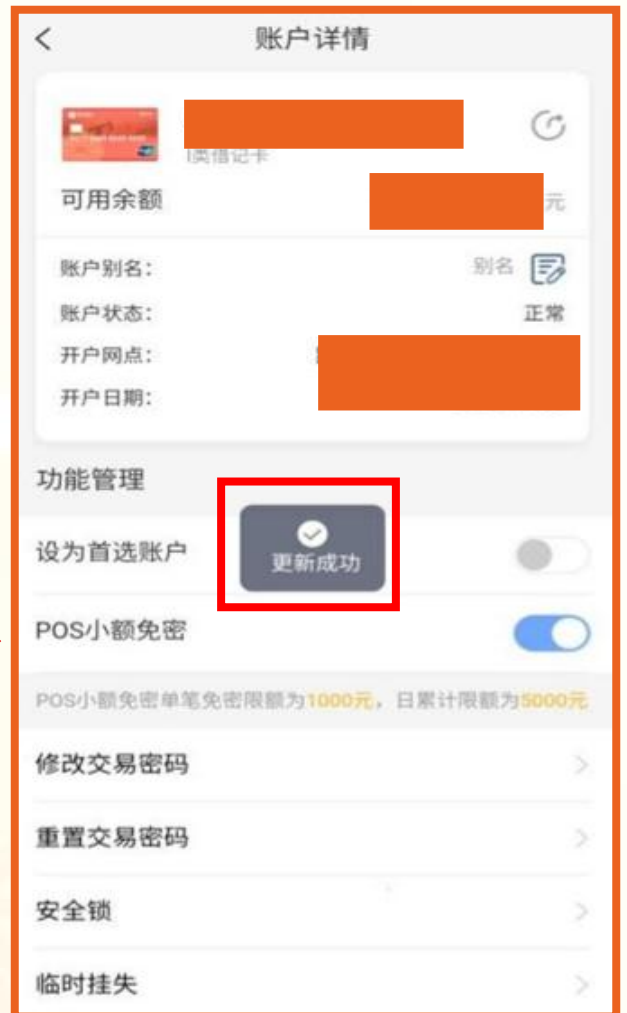 账户详情
I类借记卡
可用余额
元
账户别名：
别名
账户状态：
正常
开户网点：
开户日期：
功能管理
设为首选账户
更新成功
POS小额免密
POS小额免密单笔免密限额为1000元，日累计限额为5000元
修改交易密码
重置交易密码
安全锁
临时挂失